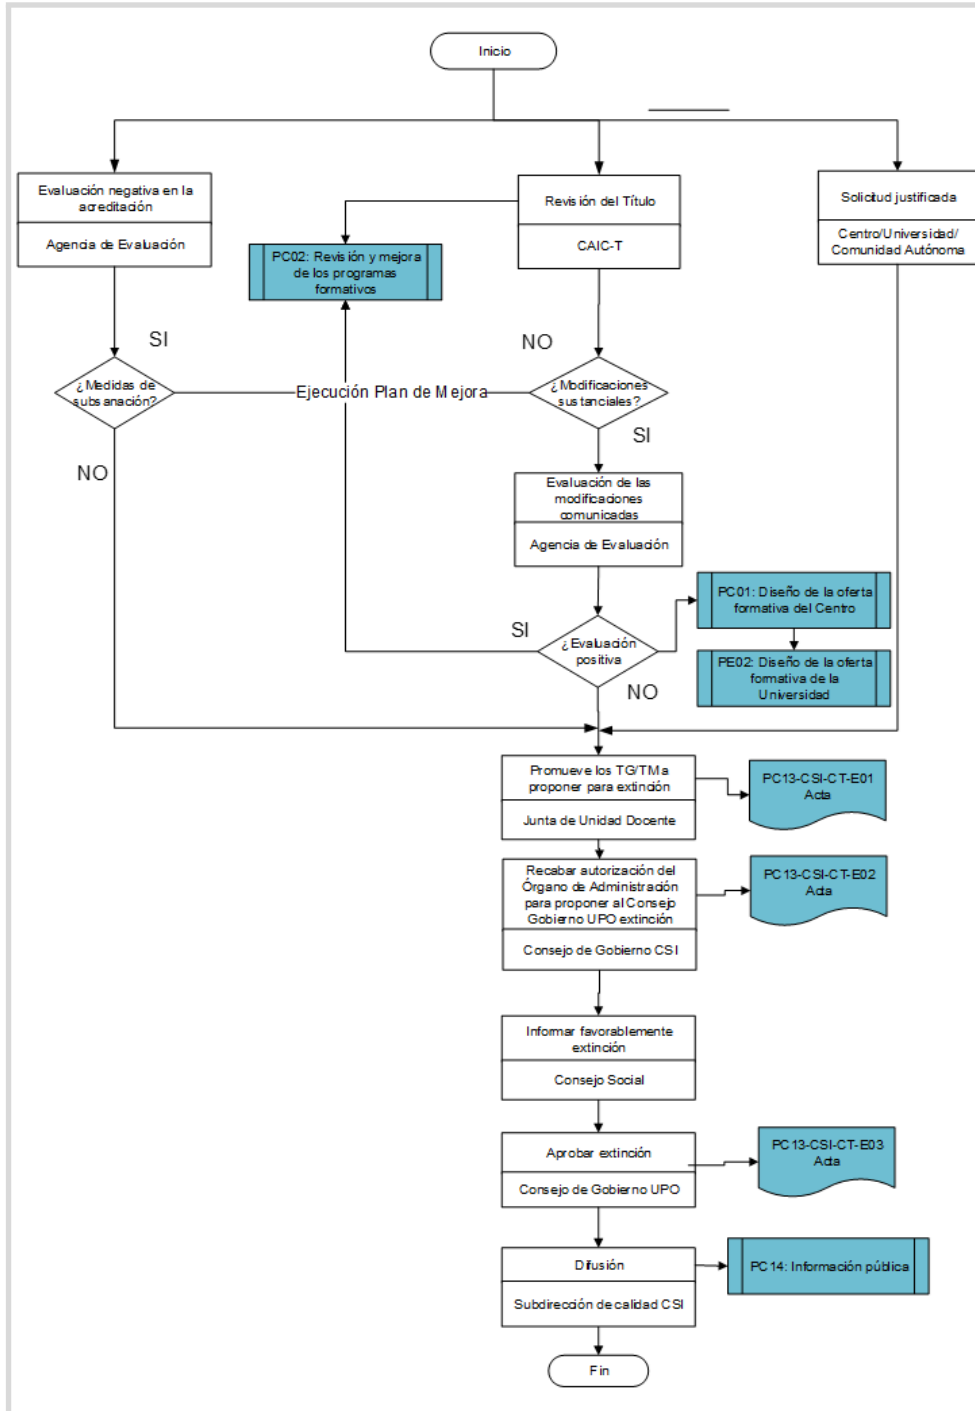 Inicio
Evaluación negativa en la
acreditación
Agencia de Evaluación
Revisión del Título
CAIC-T
Solicitud justificada
Centro/Universidad/
Comunidad Autónoma
PC02: Revisión y mejora
de los programas
formativos
SI
NO
¿Medidas de
subsanación?
Ejecución Plan de Mejora
¿Modificaciones
sustanciales?
NO
SI
Evaluación de las
modificaciones
comunicadas
Agencia de Evaluación
PC01: Diseño de la oferta
formativa del Centro
SI
¿Evaluación
positiva
PE02: Diseño de la oferta
formativa de la
Universidad
NO
Promueve los TG/TM a
proponer para extinción
Junta de Unidad Docente
PC13-CSI-CT-E01
Acta
Recabar autorización del
Órgano de Administración
para proponer al Consejo
Gobierno UPO extinción
Consejo de Gobierno CSI
PC13-CSI-CT-E02
Acta
Informar favorablemente
extinción
Consejo Social
Aprobar extinción
Consejo de Gobierno UPO
PC13-CSI-CT-E03
Acta
Difusión
Subdirección de calidad CSI
PC14: Información pública
Fin